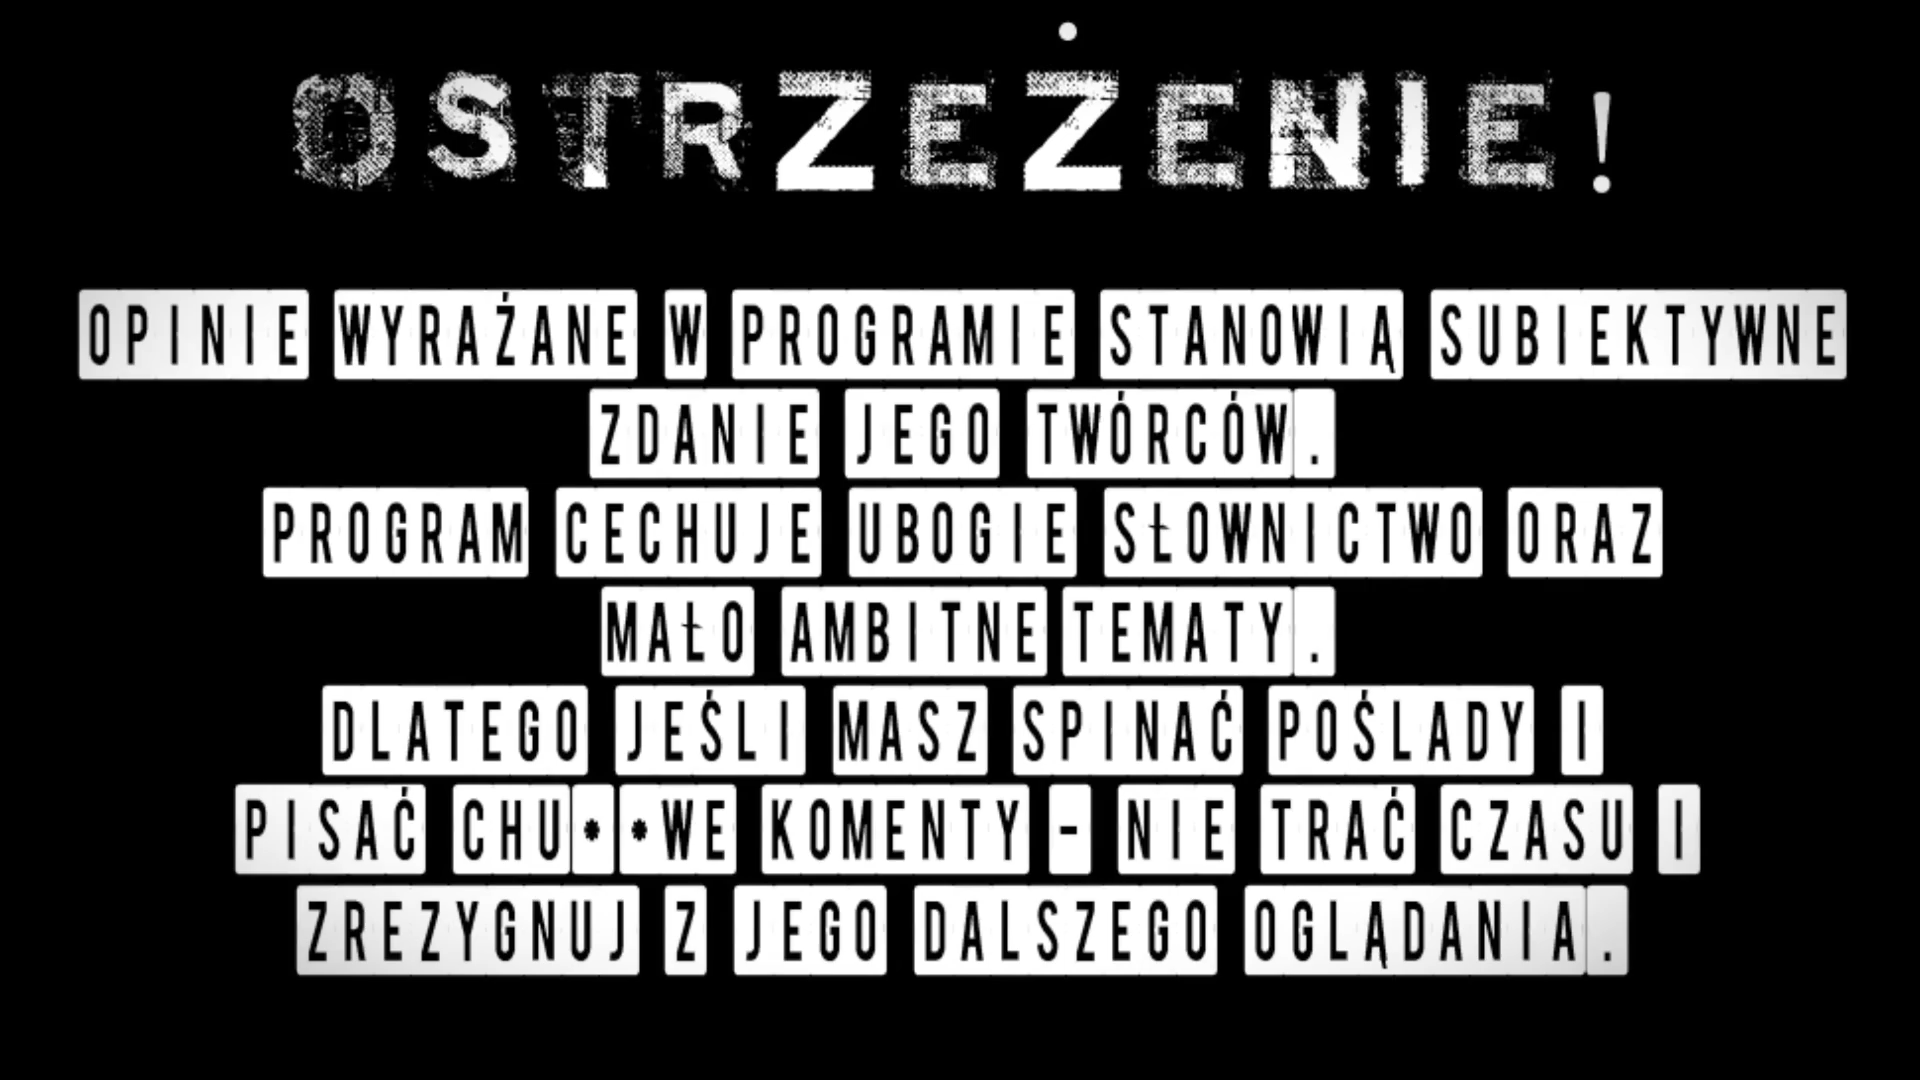 OSTRZEŻENIE!
OPINIE WYRAŻANE W PROGRAMIE STANOWIĄ SUBIEKTYWNE
ZDANIE JEGO TWÓRCÓW.
PROGRAM CECHUJE UBOGIE SŁOWNICTWO ORAZ
MAŁO AMBITNE TEMATY.
DLATEGO JEŚLI MASZ SPINAĆ POŚLADY I
PISAĆ CHU**WE KOMENTY - NIE TRAĆ CZASU I
ZREZYGNUJ Z JEGO DALSZEGO OGLĄDANIA.